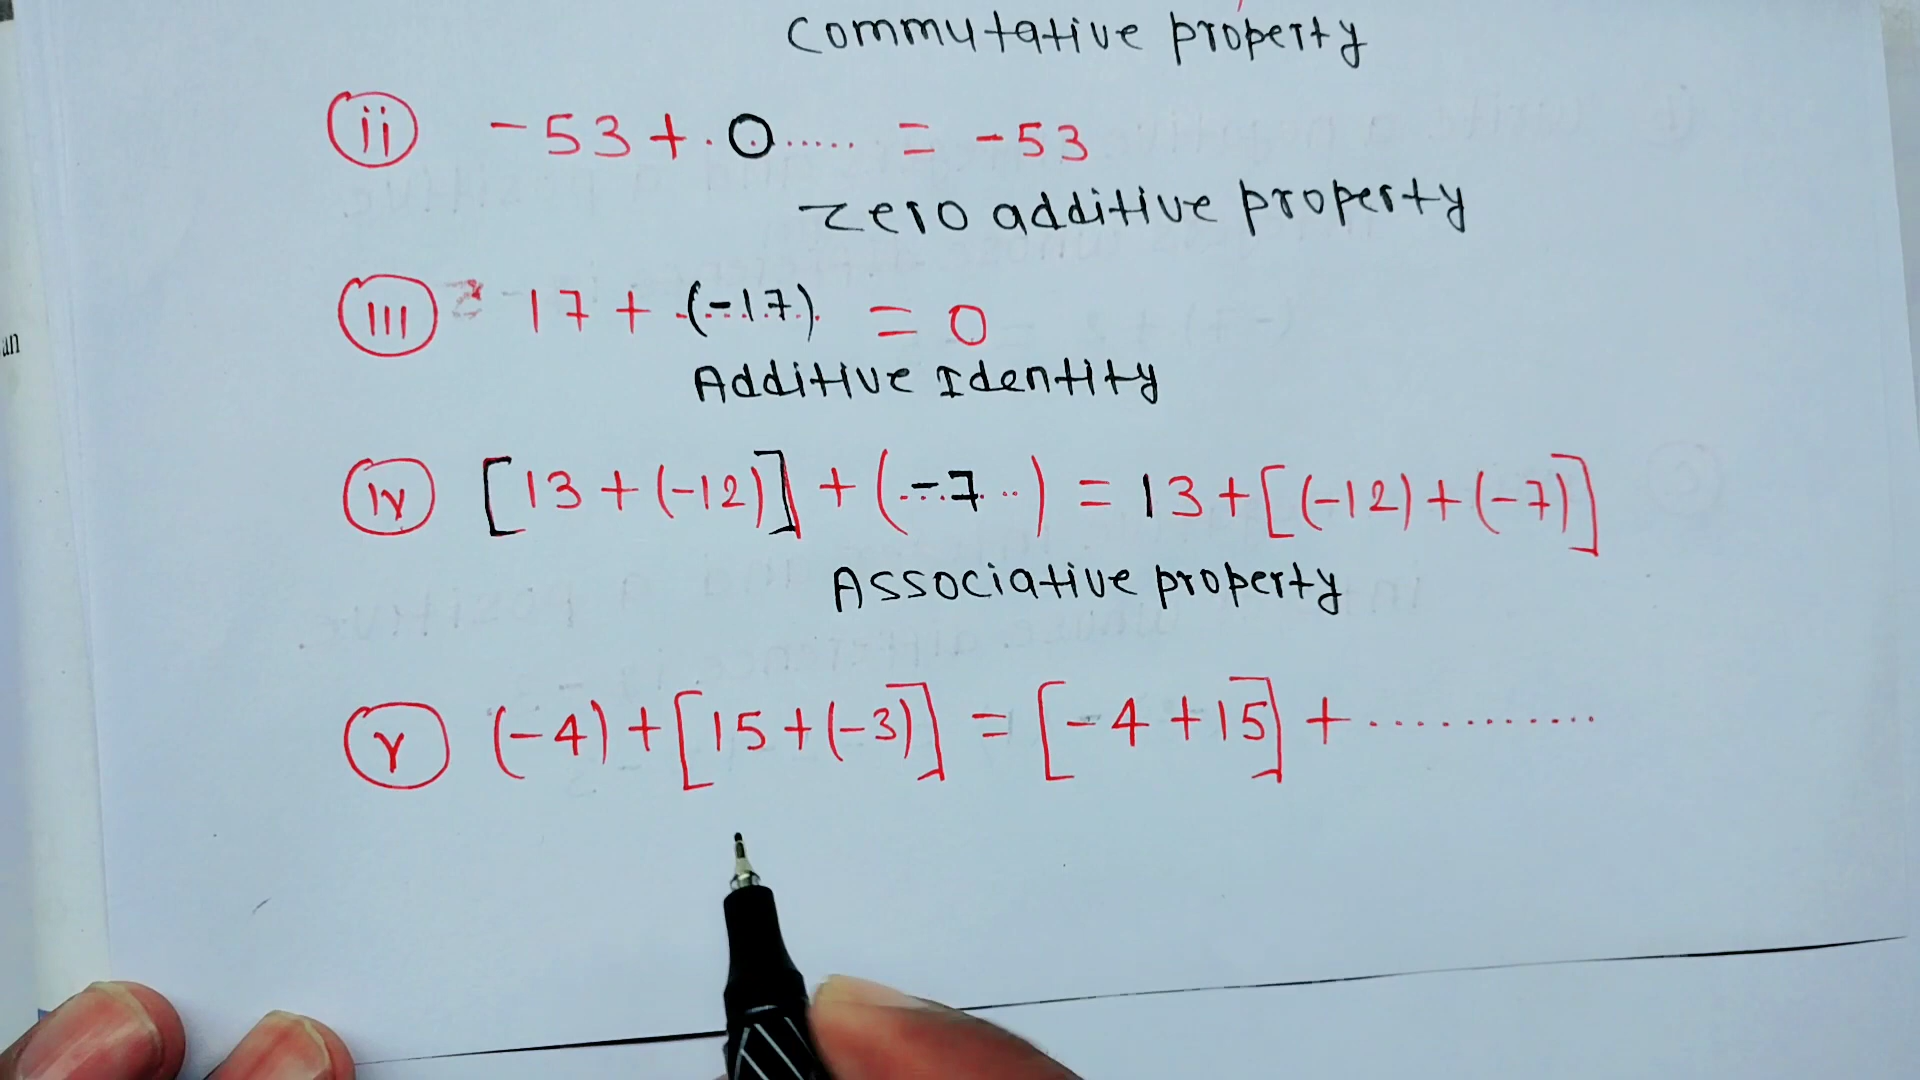 Commutative property
ii -53 + .0..... = -53
zero additive property
iii 17 + (-17) = 0
Additive Identity
iv [13 + (-12)] + (..-7...) = 13 + [(-12) + (-7)]
Associative property
v (-4) + [15 + (-3)] = [-4 + 15] + ............
an